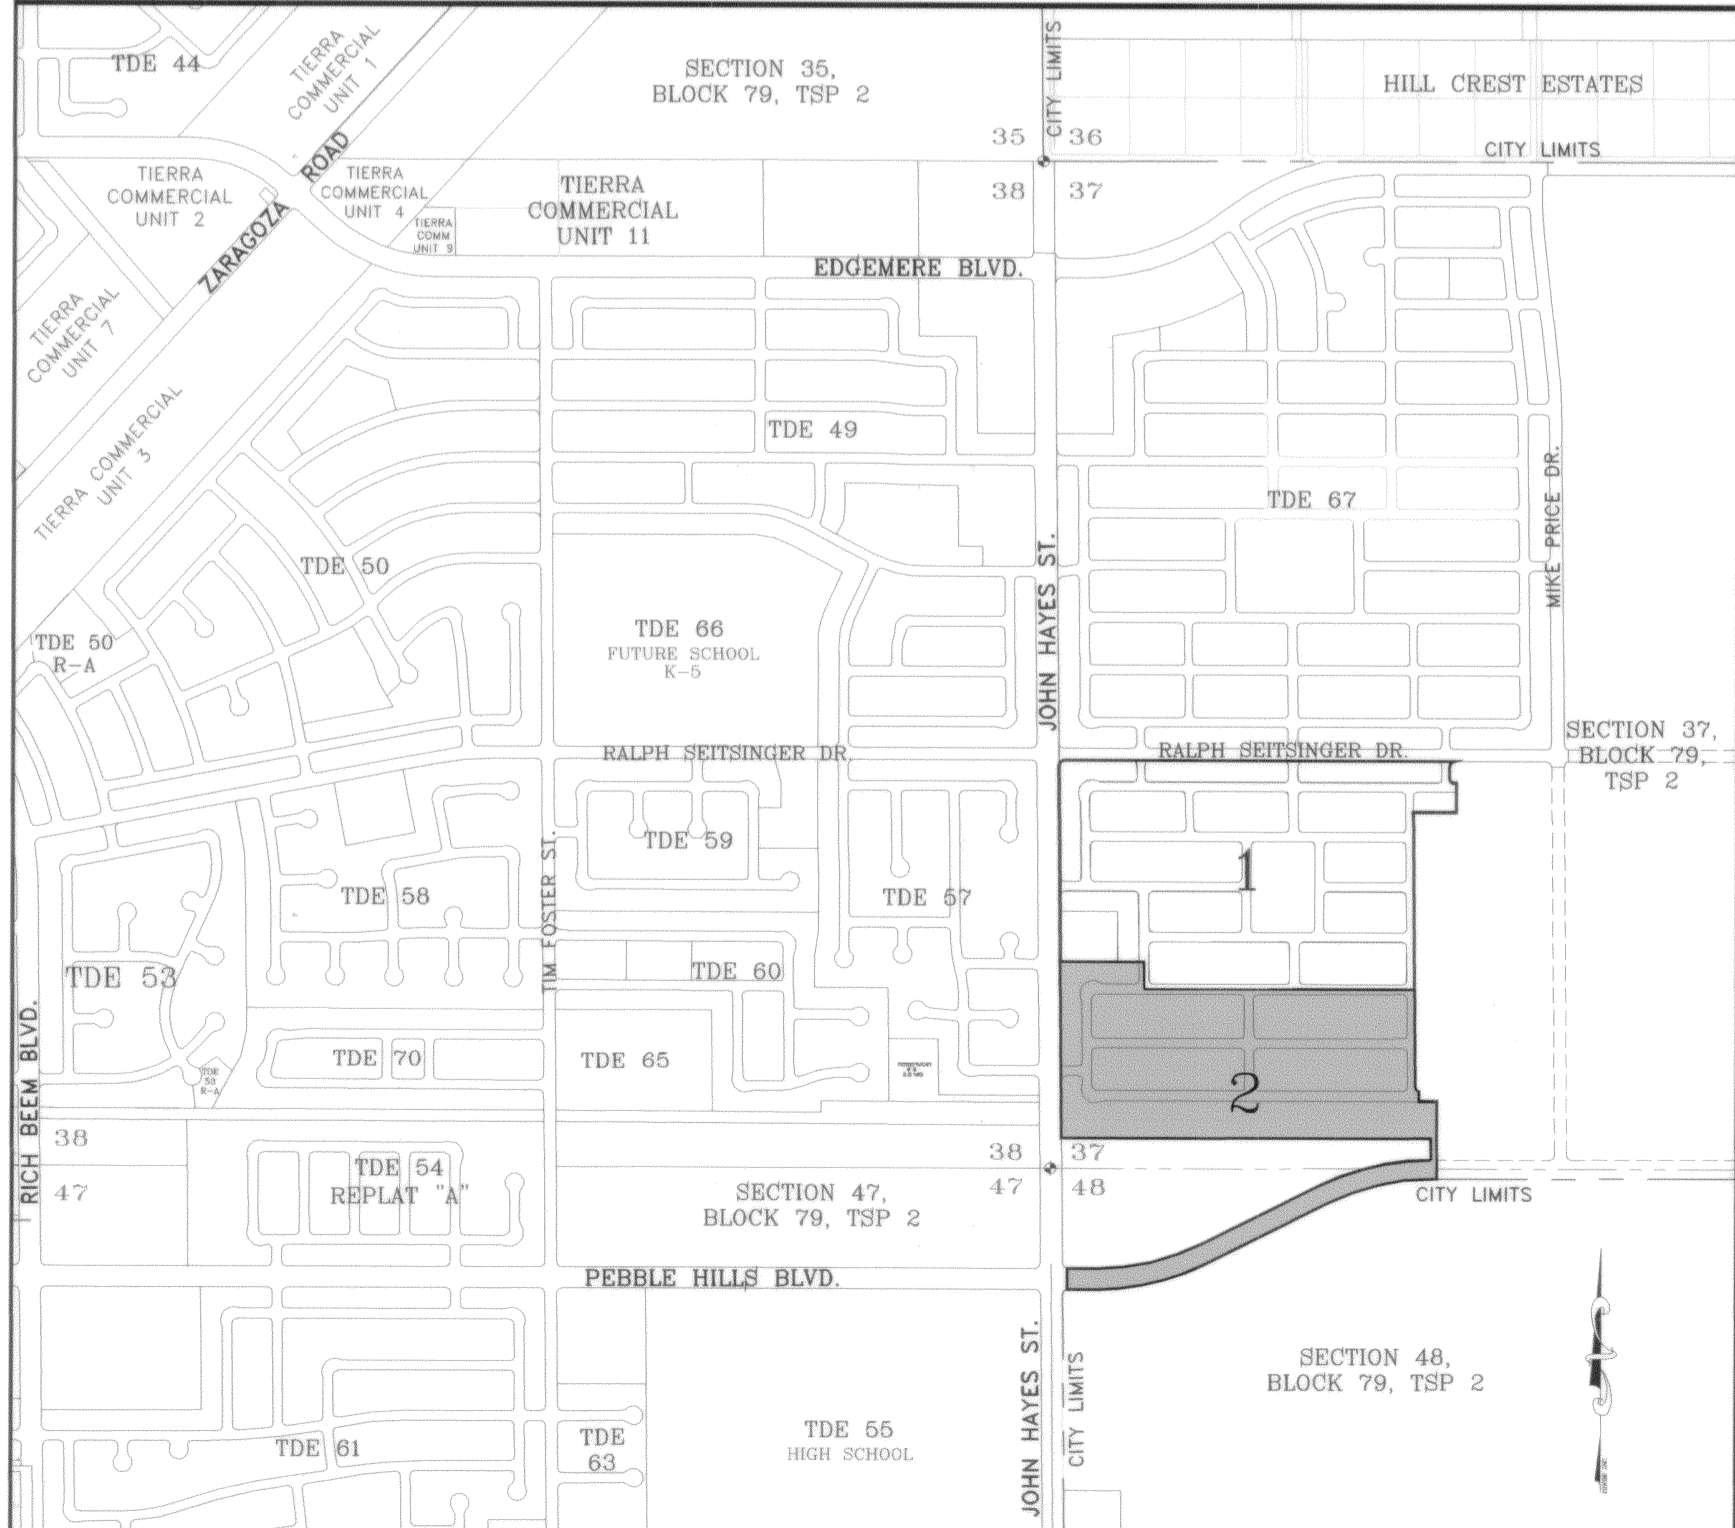 TDE 44
TIERRA
COMMERCIAL
UNIT 1
SECTION 35,
BLOCK 79, TSP 2
CITY LIMITS
HILL CREST ESTATES
35
36
CITY LIMITS
ROAD
TIERRA
COMMERCIAL
UNIT 2
TIERRA
COMMERCIAL
UNIT 4
TIERRA
COMM
UNIT 9
TIERRA
COMMERCIAL
UNIT 11
38
37
ZARAGOZA
EDGEMERE BLVD.
TIERRA
COMMERCIAL
UNIT 7
TIERRA COMMERCIAL
UNIT 3
TDE 49
TDE 67
MIKE PRICE DR.
TDE 50
JOHN HAYES ST.
TDE 50
R-A
TDE 66
FUTURE SCHOOL
K-5
RALPH SEITSINGER DR.
RALPH SEITSINGER DR.
SECTION 37,
BLOCK 79,
TSP 2
TDE 59
1
TDE 58
TDE 57
TIM FOSTER ST.
TDE 53
TDE 60
RICH BEEM BLVD.
TDE 70
TDE 65
TDE
53
R-A
2
38
47
38
37
47
48
TDE 54
REPLAT "A"
SECTION 47,
BLOCK 79, TSP 2
CITY LIMITS
PEBBLE HILLS BLVD.
JOHN HAYES ST.
CITY LIMITS
SECTION 48,
BLOCK 79, TSP 2
TDE 61
TDE
63
TDE 55
HIGH SCHOOL